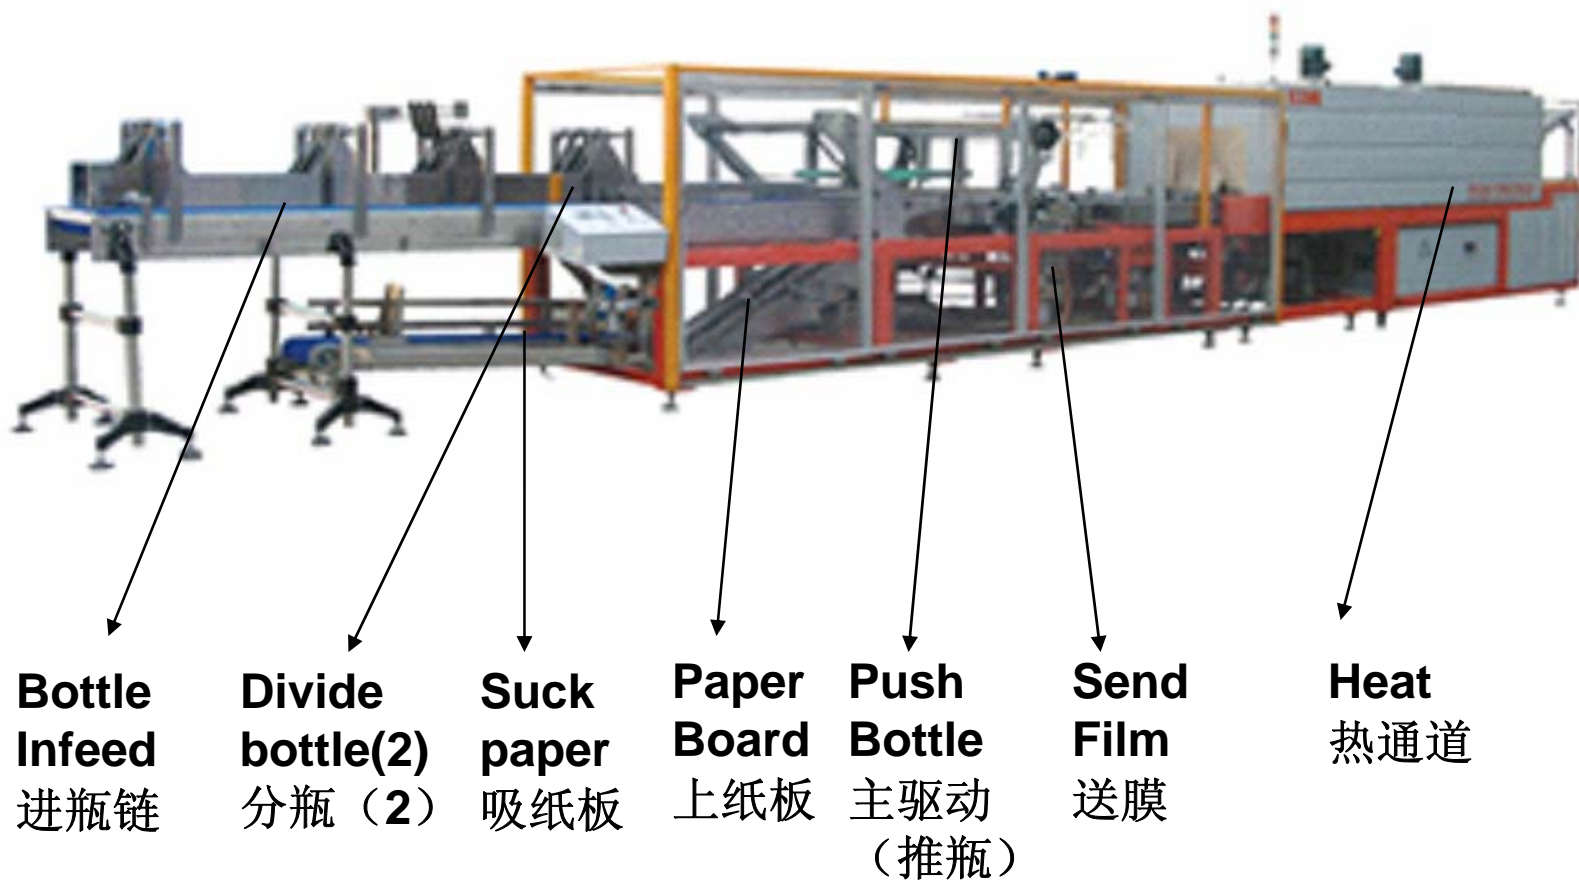 Bottle
Infeed
进瓶链
Divide
bottle(2)
分瓶（2）
Suck
paper
吸纸板
Paper
Board
上纸板
Push
Bottle
主驱动
（推瓶）
Send
Film
送膜
Heat
热通道